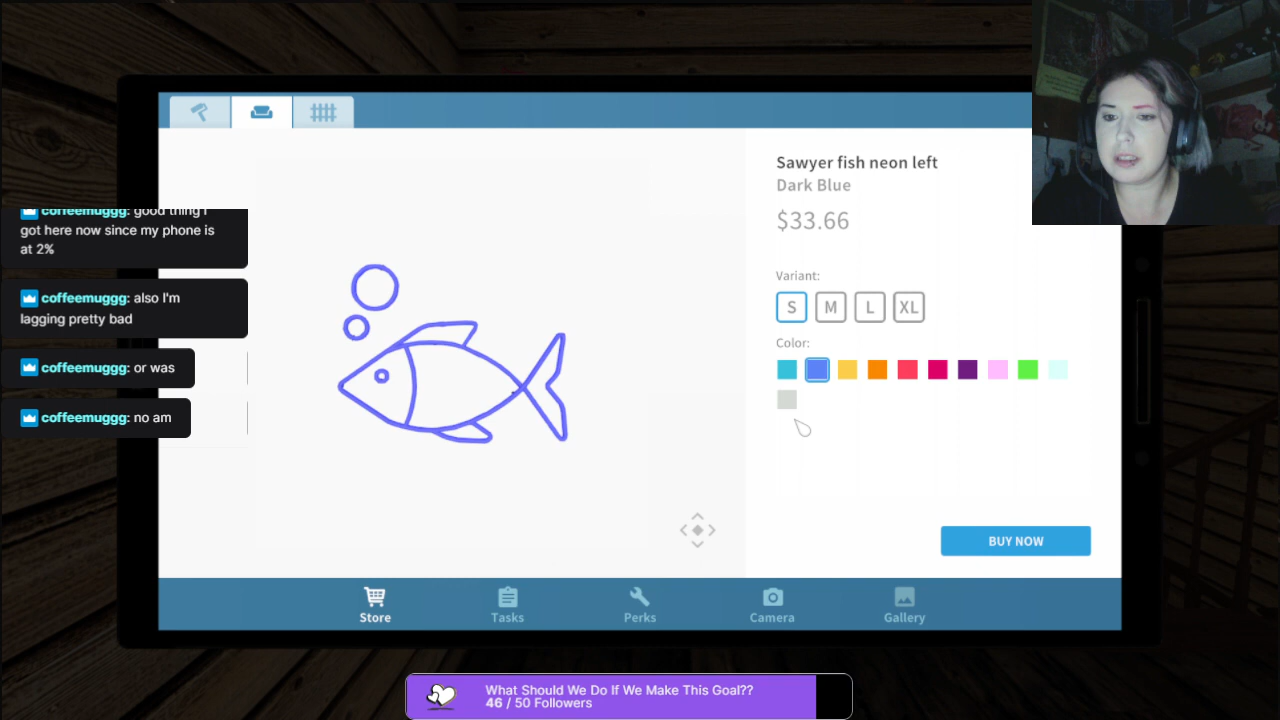 Sawyer fish neon left
Dark Blue
$33.66
Variant:
S M L XL
Color:
BUY NOW
coffeemuggg: good thing I
got here now since my phone is
at 2%
coffeemuggg: also I'm
lagging pretty bad
coffeemuggg: or was
coffeemuggg: no am
Store Tasks Perks Camera Gallery
What Should We Do If We Make This Goal??
46 / 50 Followers